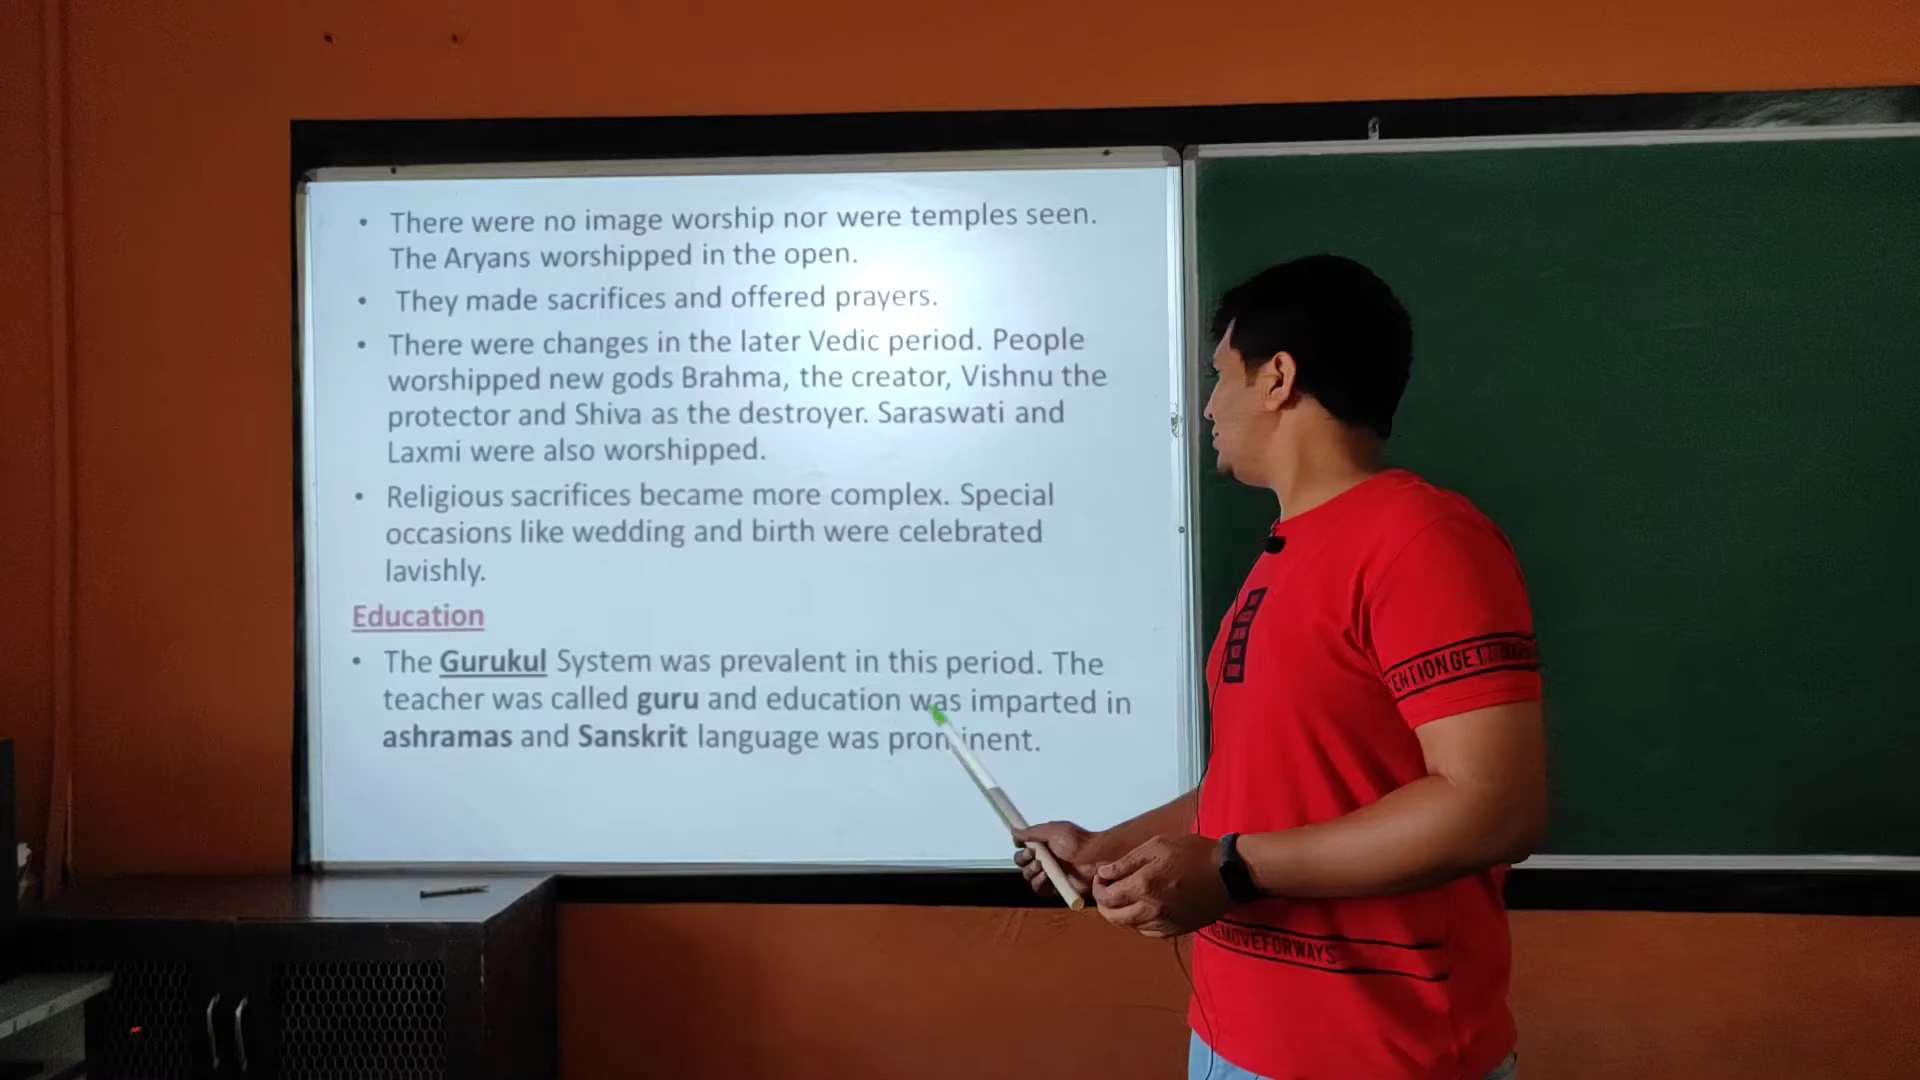 • There were no image worship nor were temples seen.
The Aryans worshipped in the open.
• They made sacrifices and offered prayers.
• There were changes in the later Vedic period. People
worshipped new gods Brahma, the creator, Vishnu the
protector and Shiva as the destroyer. Saraswati and
Laxmi were also worshipped.
• Religious sacrifices became more complex. Special
occasions like wedding and birth were celebrated
lavishly.
Education
• The Gurukul System was prevalent in this period. The
teacher was called guru and education was imparted in
ashramas and Sanskrit language was prominent.
MOVEFORWAYS